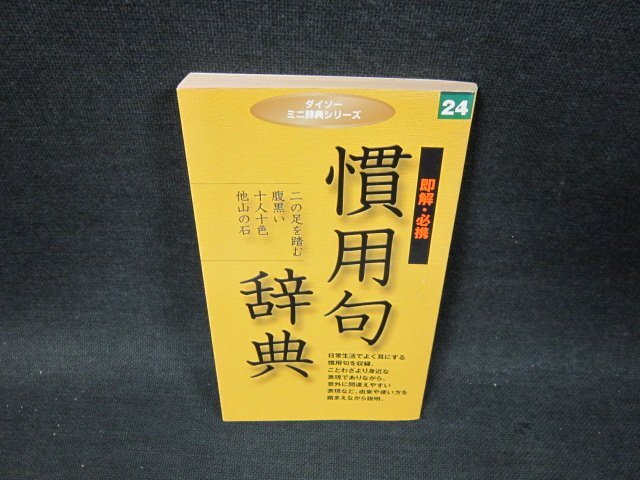 ダイソー
ミニ辞典シリーズ
24
即解・必携
慣用句
辞典
二の足を踏む
腹黒い
十人十色
他山の石
日常生活でよく耳にする
慣用句を収録。
ことわざより身近な
表現でありながら、
意外に間違えやすい
表現など、由来や使い方を
踏まえながら説明。